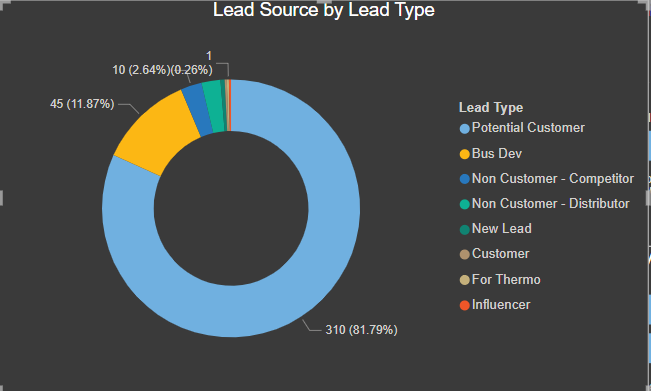 Lead Source by Lead Type
1
10 (2.64%)(0.26%)
45 (11.87%)
310 (81.79%)
Lead Type
Potential Customer
Bus Dev
Non Customer - Competitor
Non Customer - Distributor
New Lead
Customer
For Thermo
Influencer